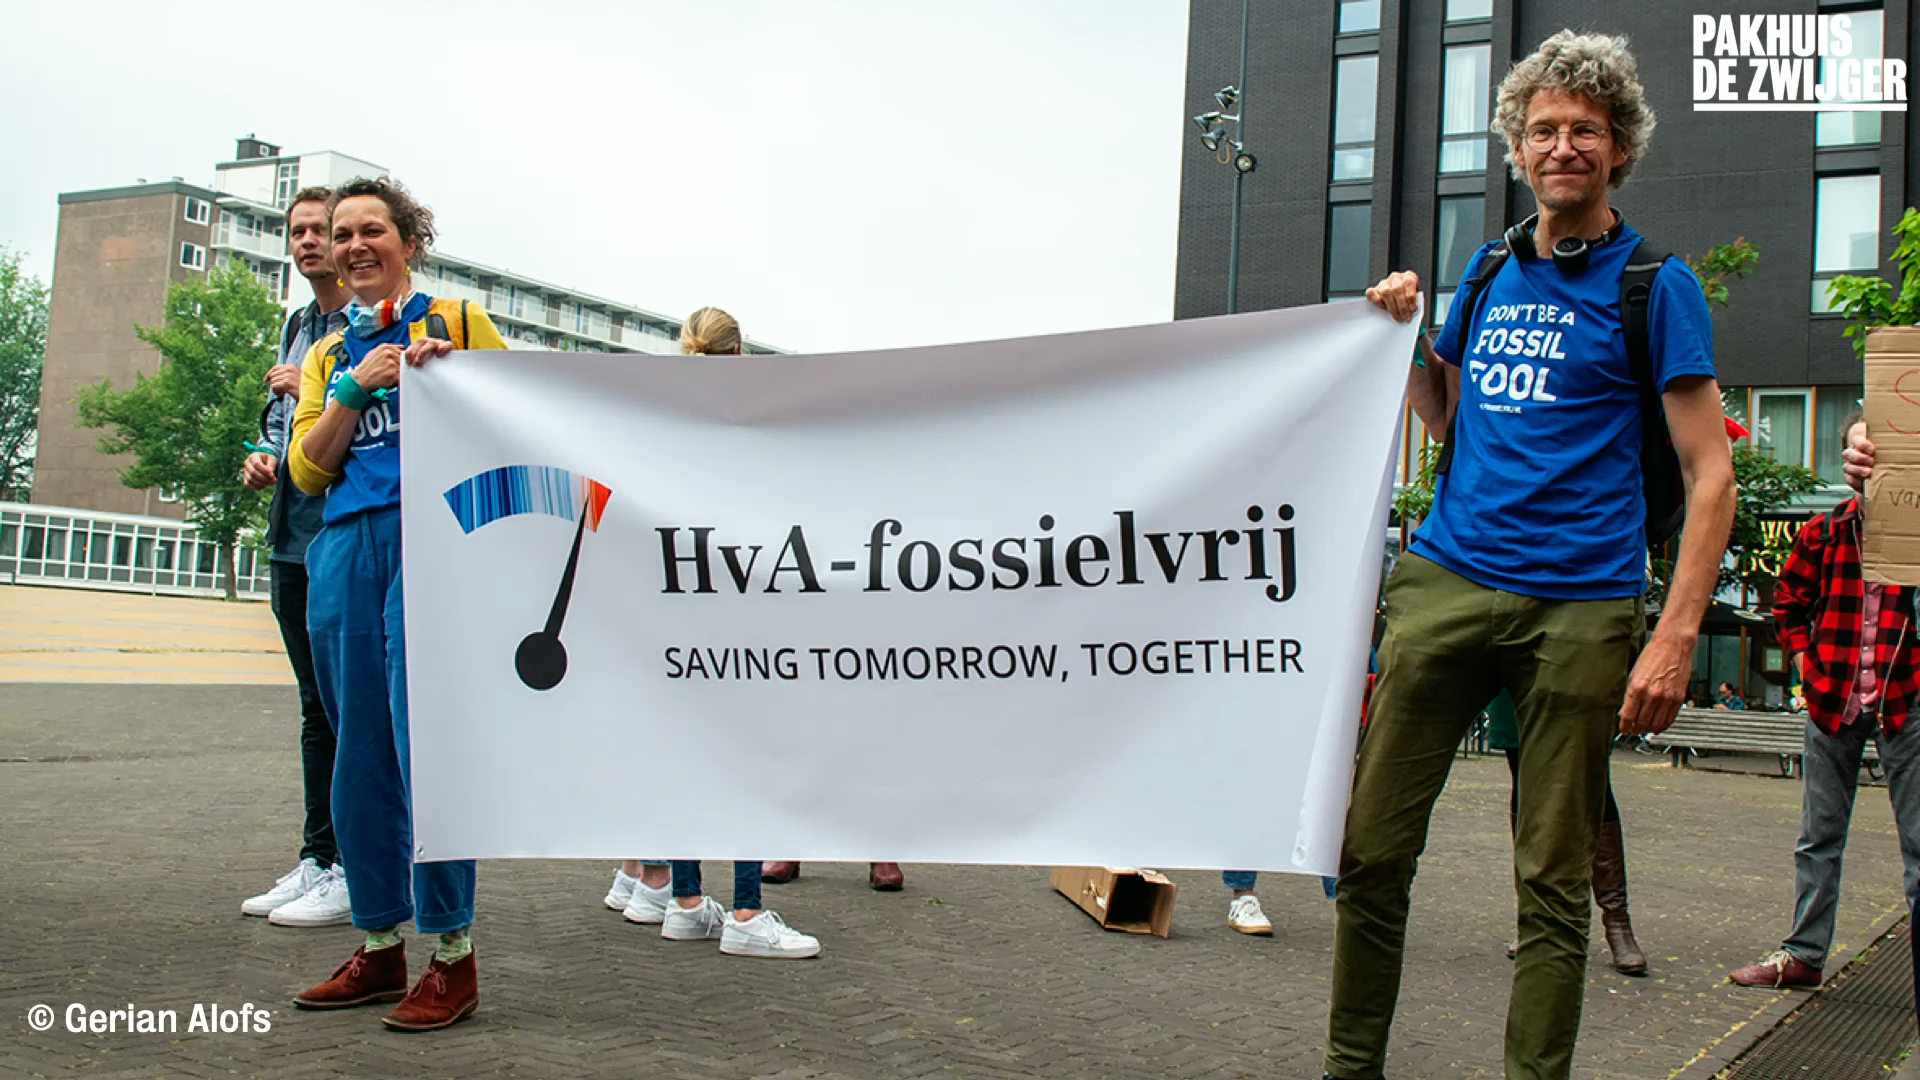 PAKHUIS
DE ZWIJGER
DON'T BE A
FOSSIL
FOOL
HvA-fossielvrij
SAVING TOMORROW, TOGETHER
© Gerian Alofs